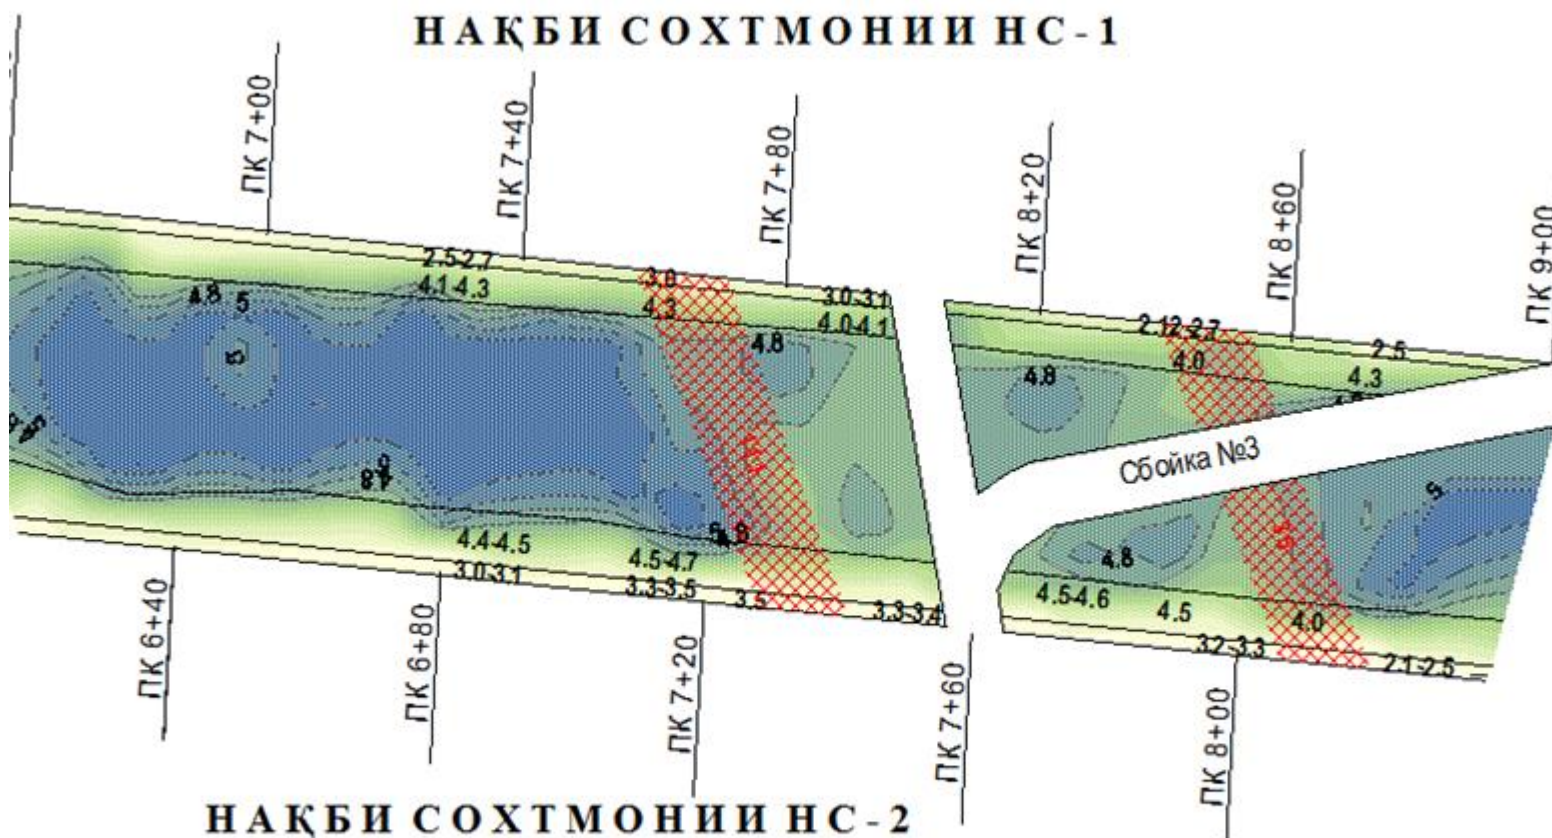 НАҚБИ СОХТМОНИИ НС-1
ПК 7+00
ПК 7+40
ПК 7+80
ПК 8+20
ПК 8+60
ПК 9+00
2.5-2.7
4.1-4.3
3.0
4.3
3.0-3.1
4.0-4.1
2.1
2.2-2.7
4.0
2.5
4.3
4.8
5
4.8
4.8
5
Сбойка №3
4.8
5
4.8
4.8
4.4-4.5
4.5-4.7
3.0-3.1
3.3-3.5
3.5
3.3-3.4
4.5-4.6
4.5
4.0
3.2-3.3
2.1-2.5
ПК 6+40
ПК 6+80
ПК 7+20
ПК 7+60
ПК 8+00
НАҚБИ СОХТМОНИИ НС-2